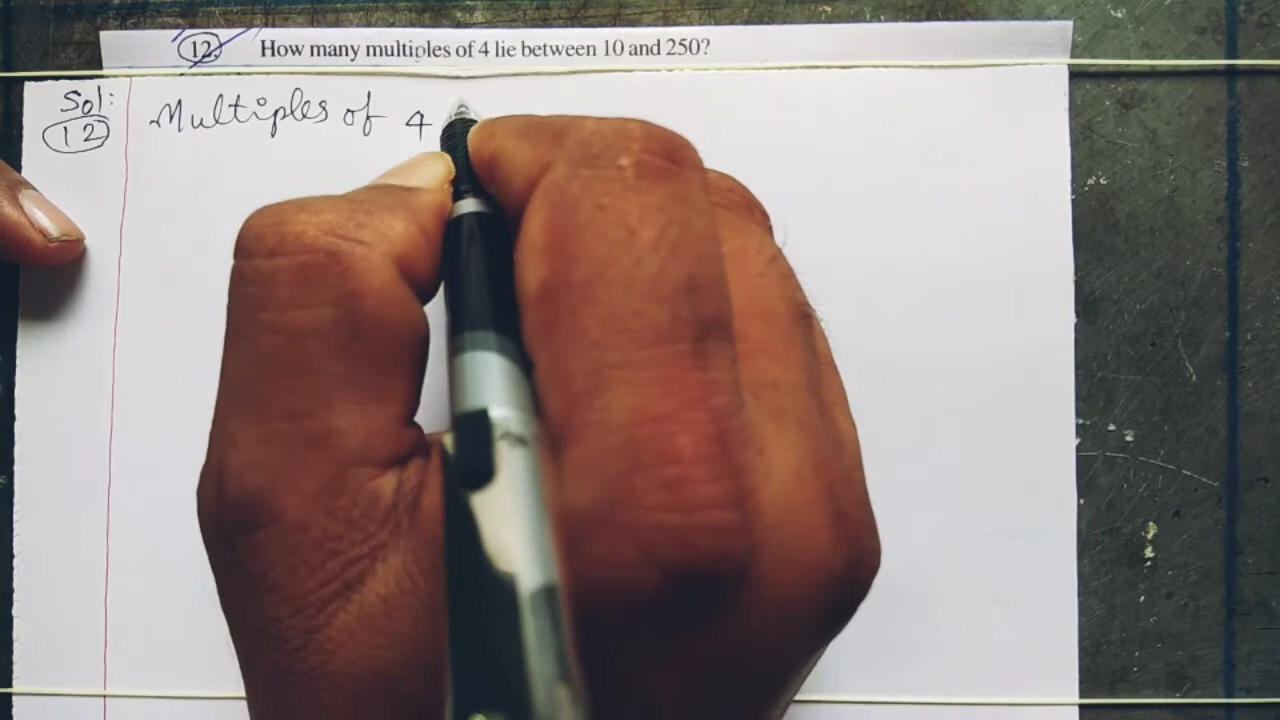 12. How many multiples of 4 lie between 10 and 250?
Sol: Multiples of 4
12